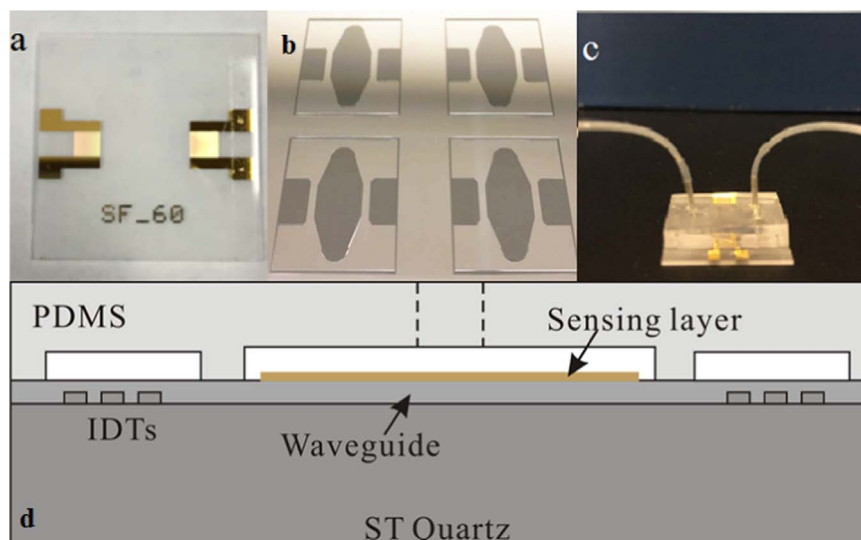 a
b
c
SF_60
PDMS
Sensing layer
IDTs
Waveguide
d
ST Quartz